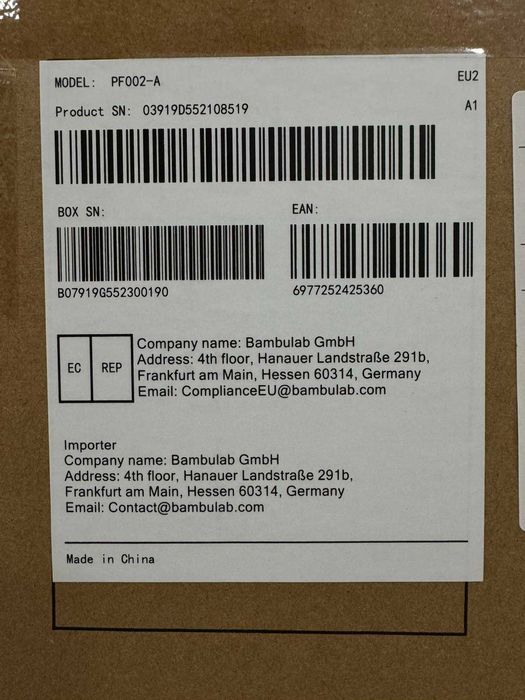 MODEL: PF002-A
EU2
Product SN: 03919D552108519
A1
BOX SN:
EAN:
B07919G552300190
6977252425360
EC REP
Company name: Bambulab GmbH
Address: 4th floor, Hanauer Landstraße 291b,
Frankfurt am Main, Hessen 60314, Germany
Email: ComplianceEU@bambulab.com
Importer
Company name: Bambulab GmbH
Address: 4th floor, Hanauer Landstraße 291b,
Frankfurt am Main, Hessen 60314, Germany
Email: Contact@bambulab.com
Made in China